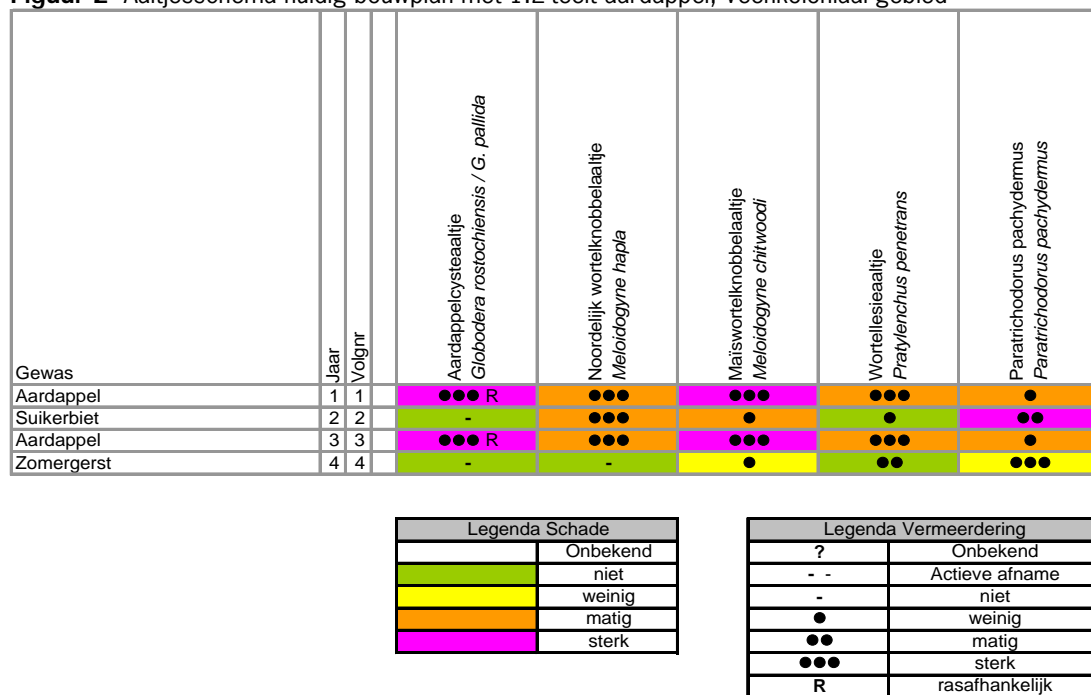 Figuur 2 Aaltjesschema huidig bouwplan met 1:2 teelt aardappel, Veenkoloniaal gebied
Gewas
Jaar
Volgnr
Aardappelcysteaaltje
Globodera rostochiensis / G. pallida
Noordelijk wortelknobbelaaltje
Meloidogyne hapla
Maïswortelknobbelaaltje
Meloidogyne chitwoodi
Wortellesieaaltje
Pratylenchus penetrans
Paratrichodorus pachydermus
Paratrichodorus pachydermus
Aardappel 1 1 ●●● R ●●● ●●● ●●● ●
Suikerbiet 2 2 - ●●● ● ● ●●
Aardappel 3 3 ●●● R ●●● ●●● ●●● ●
Zomergerst 4 4 - - ● ●● ●●●
Legenda Schade
Onbekend
niet
weinig
matig
sterk
Legenda Vermeerdering
? Onbekend
- - Actieve afname
- niet
● weinig
●● matig
●●● sterk
R rasafhankelijk